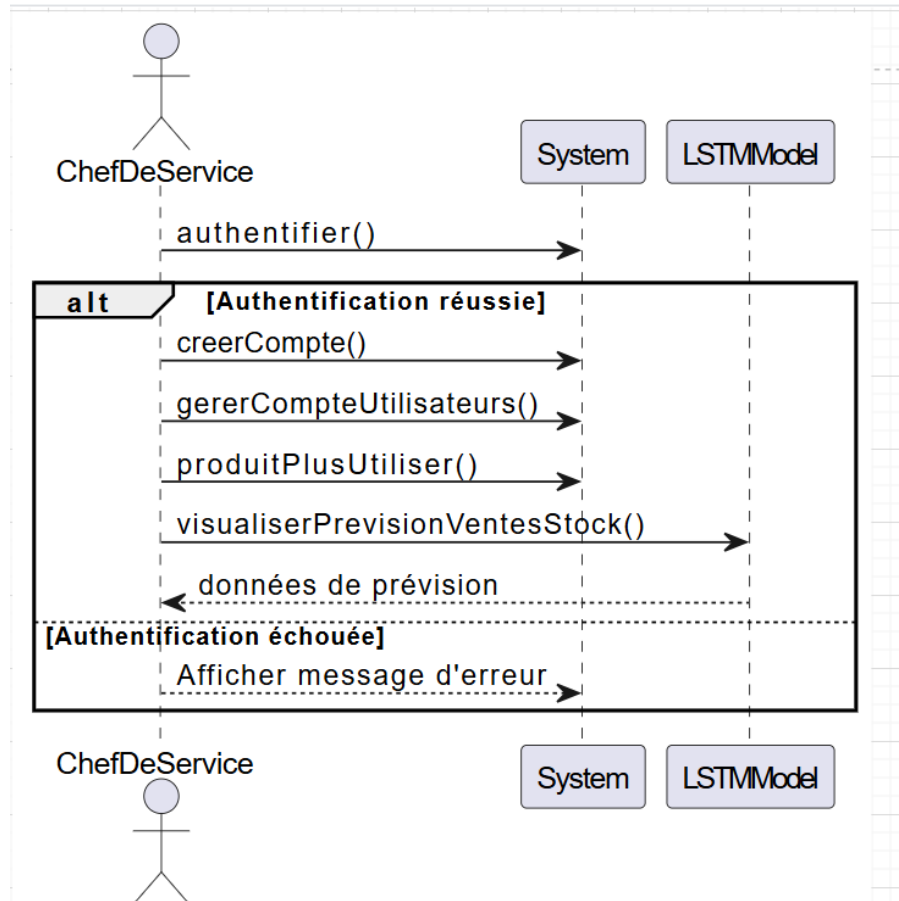 ChefDeService
System
LSTMModel
authentifier()
alt
[Authentification réussie]
creerCompte()
gererCompteUtilisateurs()
produitPlusUtiliser()
visualiserPrevisionVentesStock()
données de prévision
[Authentification échouée]
Afficher message d'erreur
ChefDeService
System
LSTMModel